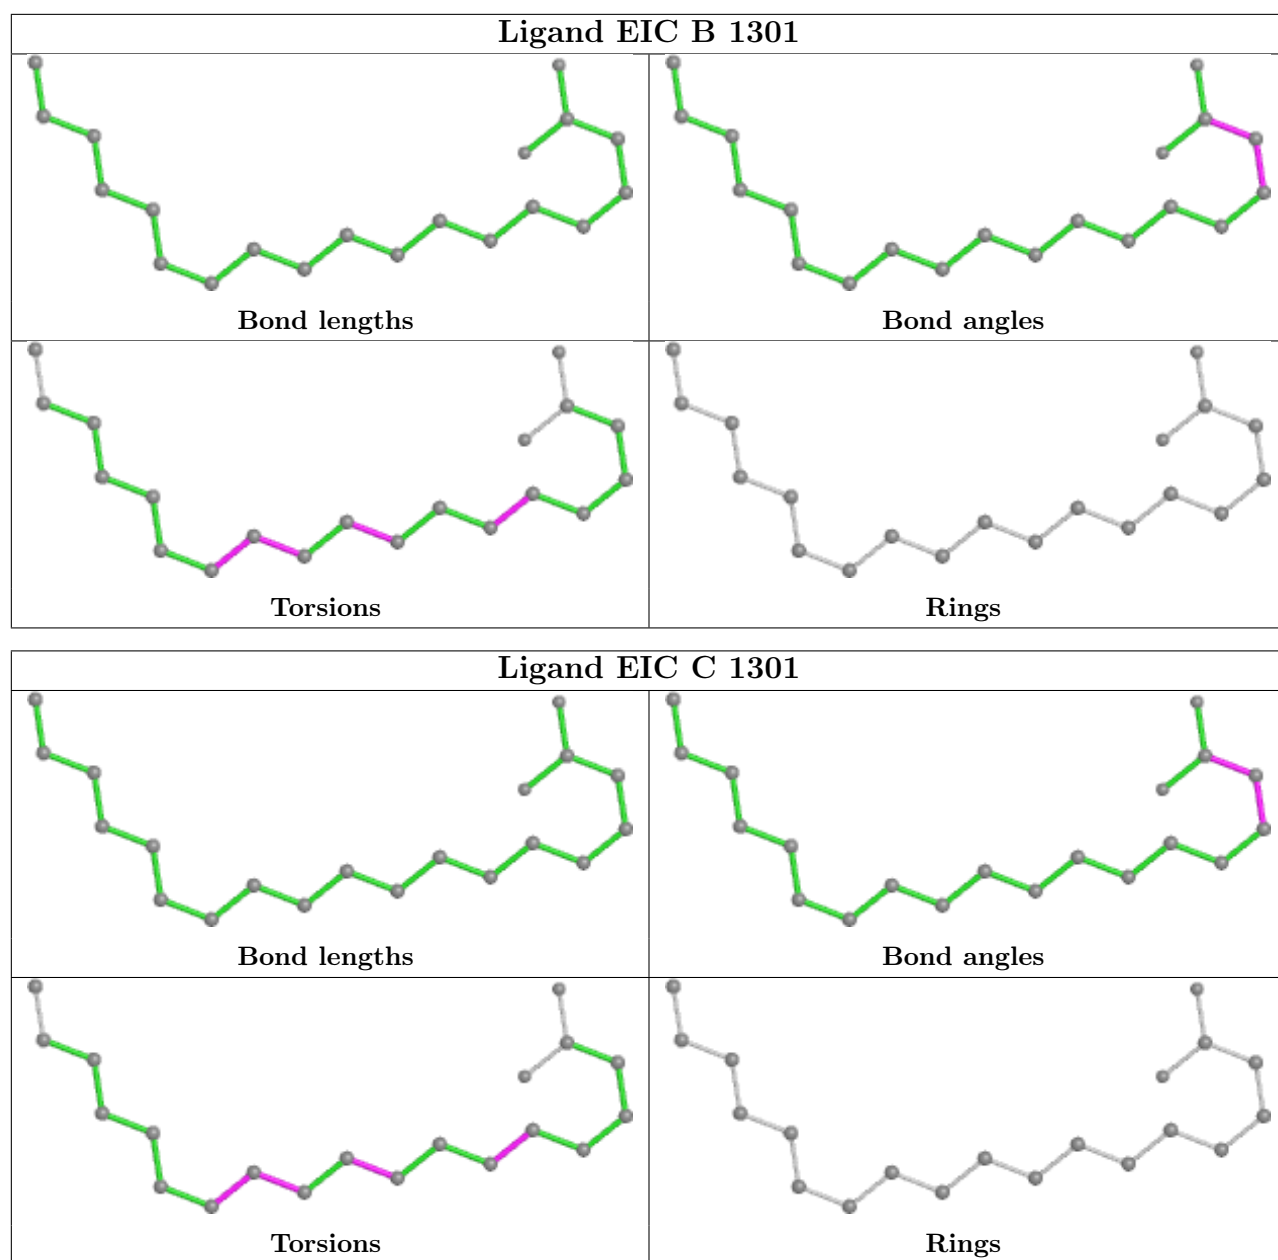 Ligand EIC B 1301
Bond lengths
Bond angles
Torsions
Rings
Ligand EIC C 1301
Bond lengths
Bond angles
Torsions
Rings